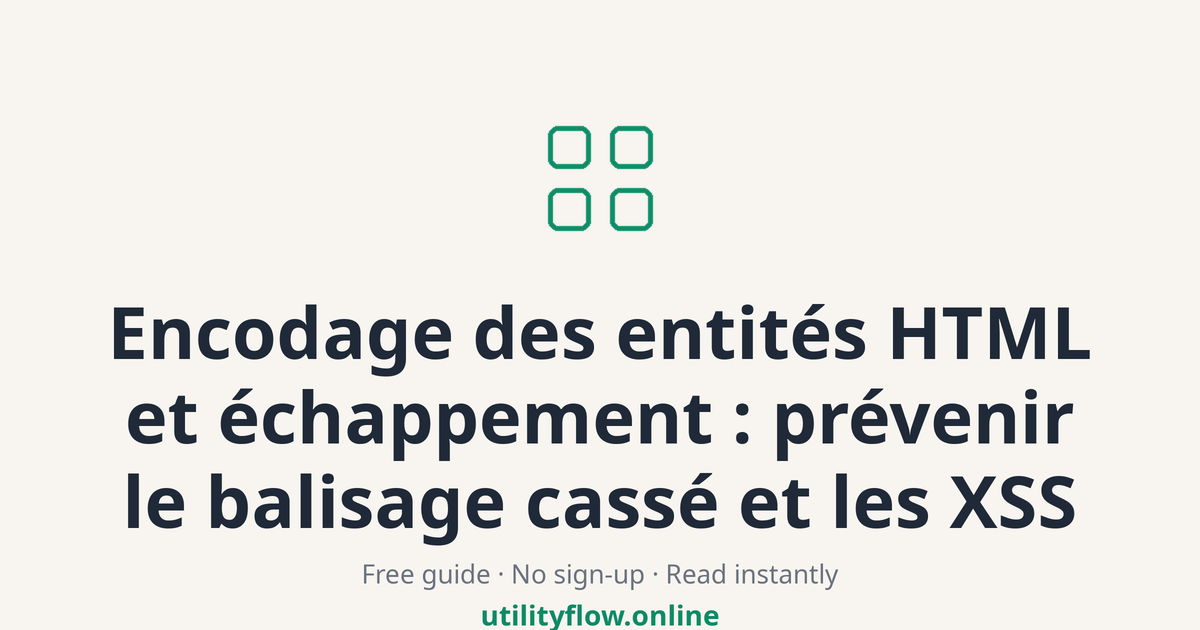 Encodage des entités HTML
et échappement : prévenir
le balisage cassé et les XSS
Free guide · No sign-up · Read instantly
utilityflow.online